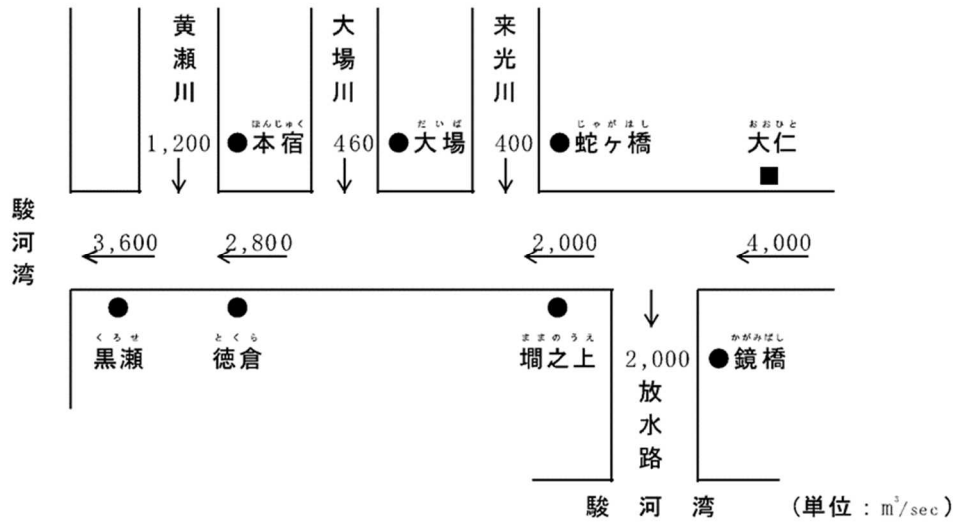 黄瀬川
大場川
来光川
1,200
ほんじゅく
本宿
460
だいば
大場
400
じゃがはし
蛇ヶ橋
おおひと
大仁
駿河湾
3,600
2,800
2,000
4,000
くろせ
黒瀬
とくら
徳倉
ままのうえ
墹之上
2,000
放水路
かがみばし
鏡橋
駿河湾
(単位：m³/sec)